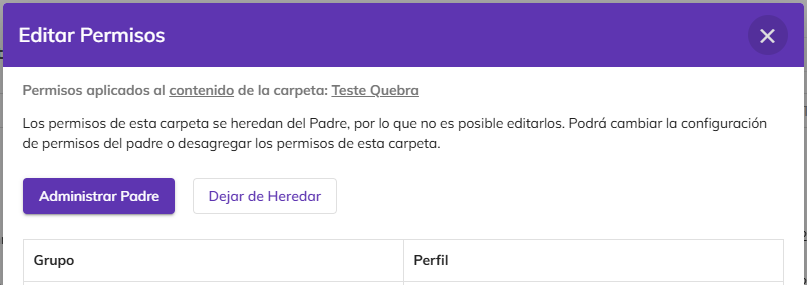 Editar Permisos
Permisos aplicados al contenido de la carpeta: Teste Quebra
Los permisos de esta carpeta se heredan del Padre, por lo que no es posible editarlos. Podrá cambiar la configuración
de permisos del padre o desagregar los permisos de esta carpeta.
Administrar Padre
Dejar de Heredar
Grupo
Perfil